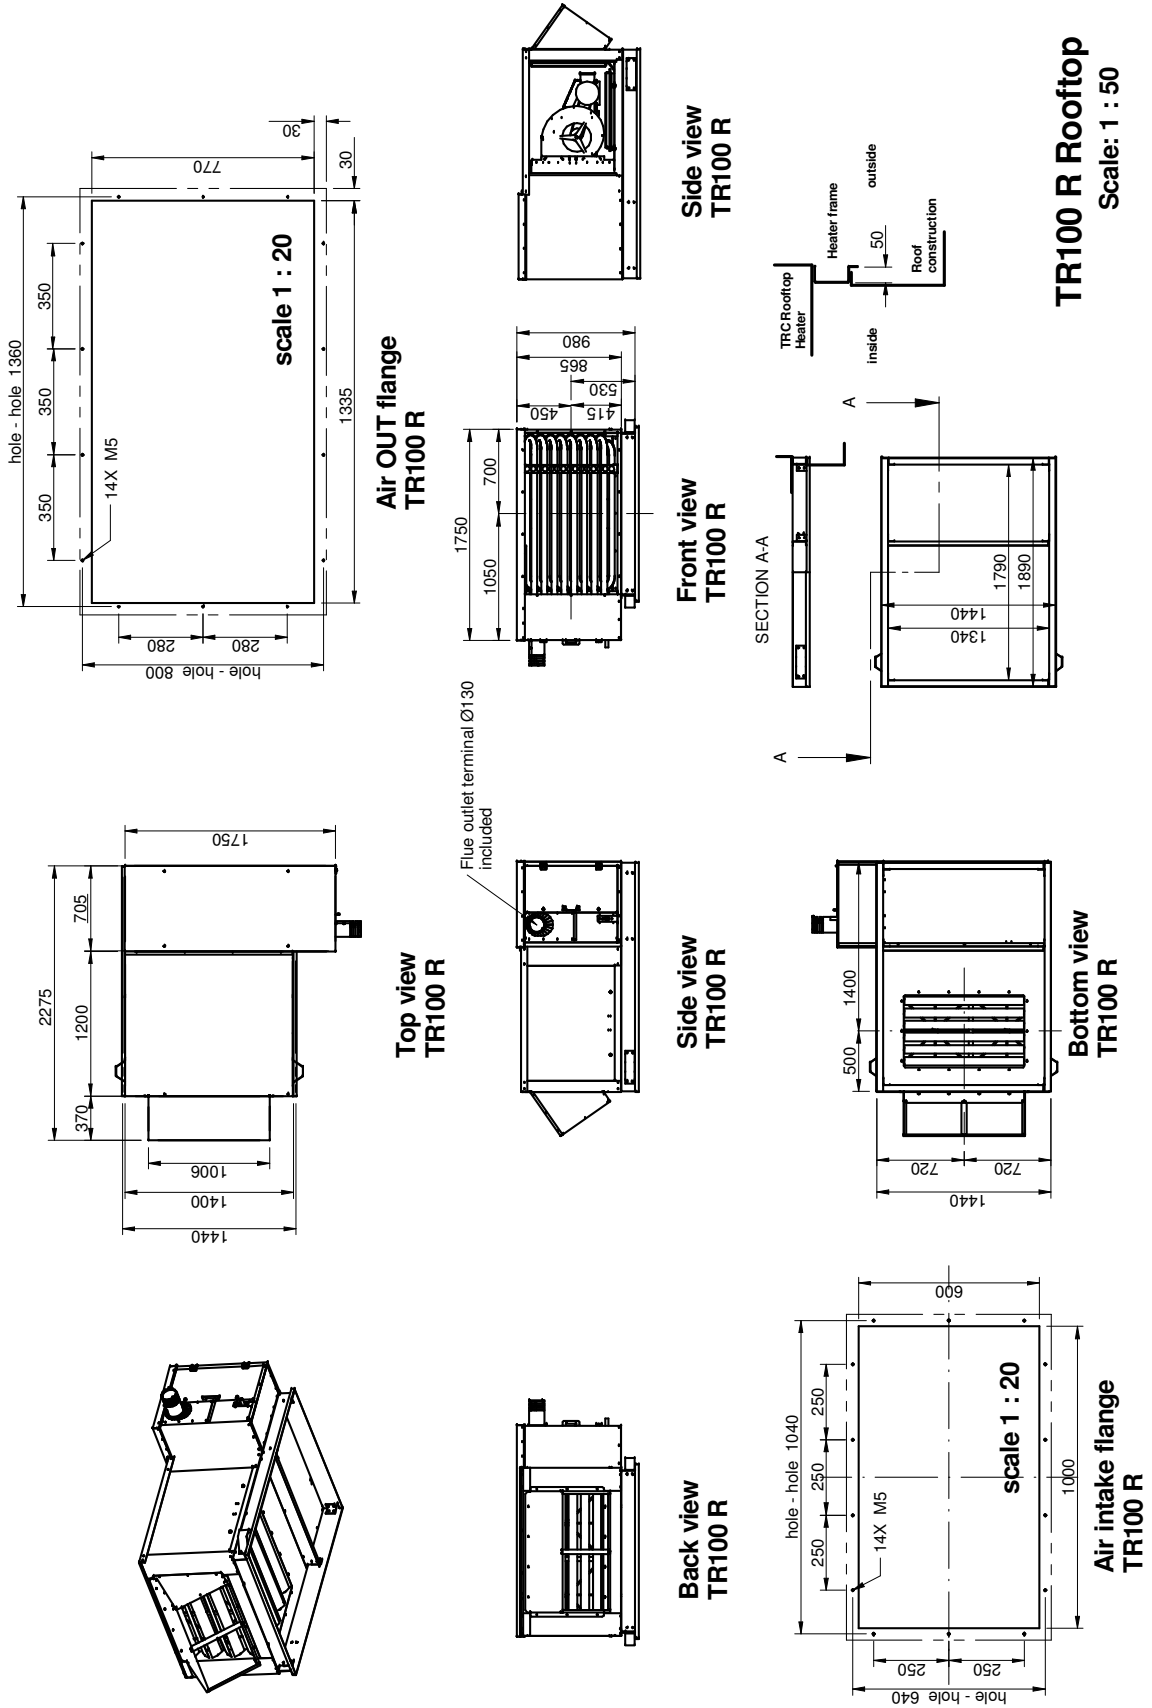 1440
1400
1006
370
1200
705
2275
1750
Top view
TR100 R
hole - hole 800
280
280
14X M5
350
350
350
hole - hole 1360
770
30
30
1335
scale 1 : 20
Air OUT flange
TR100 R
Back view
TR100 R
Flue outlet terminal Ø130
included
Side view
TR100 R
1750
1050
700
450
415
530
865
980
Front view
TR100 R
Side view
TR100 R
hole - hole 640
250
250
14X M5
250
250
250
hole - hole 1040
600
1000
scale 1 : 20
Air intake flange
TR100 R
1440
720
720
500
1400
Bottom view
TR100 R
SECTION A-A
A
A
1340
1440
1790
1890
TRC Rooftop
Heater
Heater frame
inside
outside
50
Roof
construction
TR100 R Rooftop
Scale: 1 : 50